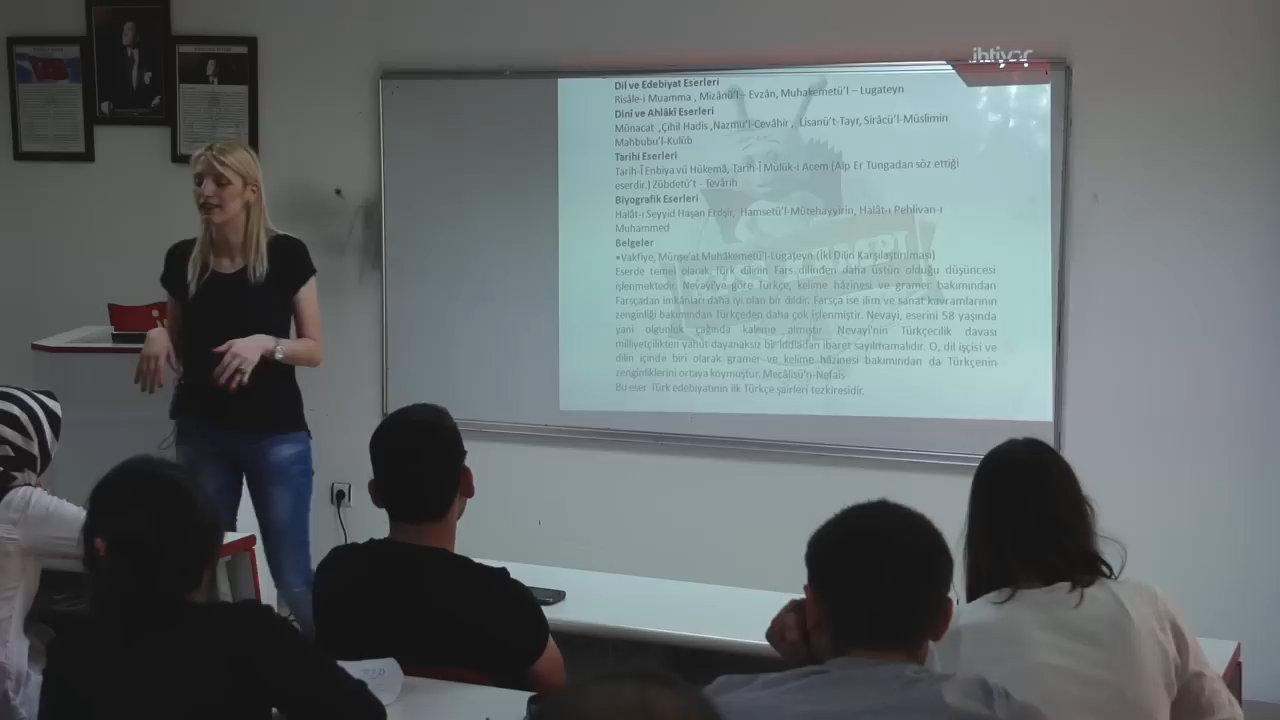 ihtiyaç
Dil ve Edebiyat Eserleri
Risâle-i Muamma , Mizânü'l – Evzân, Muhakemetü'l – Lugateyn
Dinî ve Ahlâkî Eserleri
Münacat ,Çihil Hadis ,Nazmu'l-Cevâhir , Lisanü't-Tayr, Sirâcü'l-Müslimin
Mahbubu'l-Kulûb
Tarihi Eserleri
Tarih-Î Enbiya vü Hükemâ, Tarih-Î Mülûk-i Acem (Alp Er Tungadan söz ettiği
eserdir.) Zübdetü't - Tevârih
Biyografik Eserleri
Halât-ı Seyyid Haşan Erdşir, Hamsetü'l-Mütehayyirin, Halât-ı Pehlivan-ı
Muhammed
Belgeler
•Vakfiye, Münşe'at Muhâkemetü'l-Lugateyn (İki Dilin Karşılaştırılması)
Eserde temel olarak Türk dilinin Fars dilinden daha üstün olduğu düşüncesi
işlenmektedir. Nevayi'ye göre Türkçe, kelime hâzinesi ve gramer bakımından
Farsçadan imkânları daha iyi olan bir dildir. Farsça ise ilim ve sanat kavramlarının
zenginliği bakımından Türkçeden daha çok işlenmiştir. Nevayi, eserini 58 yaşında
yani olgunluk çağında kaleme almıştır. Nevayi'nin Türkçecilik davası
milliyetçilikten yahut dayanaksız bir iddiadan ibaret sayılmamalıdır. O, dil işçisi ve
dilin içinde biri olarak gramer ve kelime hâzinesi bakımından da Türkçenin
zenginliklerini ortaya koymuştur. Mecâlisü'n-Nefais
Bu eser Türk edebiyatının ilk Türkçe şairleri tezkiresidir.